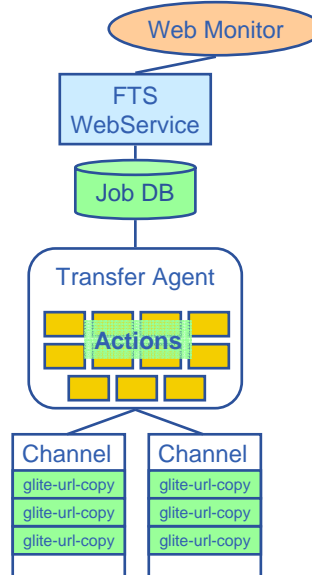 Web Monitor
FTS
WebService
Job DB
Transfer Agent
Actions
Channel
Channel
glite-url-copy
glite-url-copy
glite-url-copy
glite-url-copy
glite-url-copy
glite-url-copy